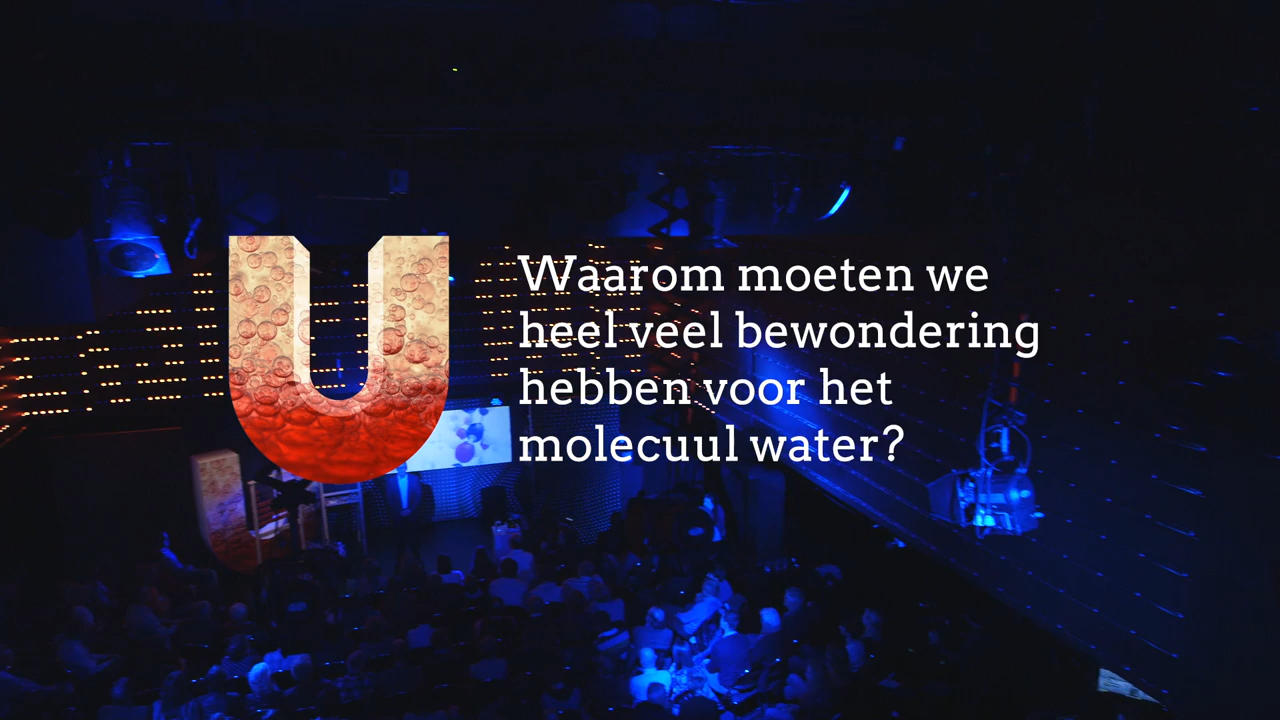 U
Waarom moeten we
heel veel bewondering
hebben voor het
molecuul water?